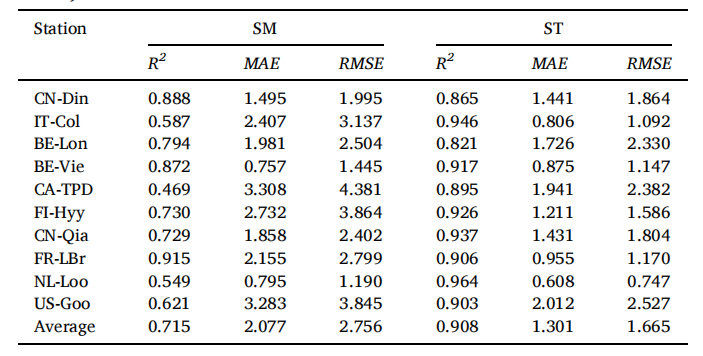 Station SM ST
R² MAE RMSE R² MAE RMSE
CN-Din 0.888 1.495 1.995 0.865 1.441 1.864
IT-Col 0.587 2.407 3.137 0.946 0.806 1.092
BE-Lon 0.794 1.981 2.504 0.821 1.726 2.330
BE-Vie 0.872 0.757 1.445 0.917 0.875 1.147
CA-TPD 0.469 3.308 4.381 0.895 1.941 2.382
FI-Hyy 0.730 2.732 3.864 0.926 1.211 1.586
CN-Qia 0.729 1.858 2.402 0.937 1.431 1.804
FR-LBr 0.915 2.155 2.799 0.906 0.955 1.170
NL-Loo 0.549 0.795 1.190 0.964 0.608 0.747
US-Goo 0.621 3.283 3.845 0.903 2.012 2.527
Average 0.715 2.077 2.756 0.908 1.301 1.665